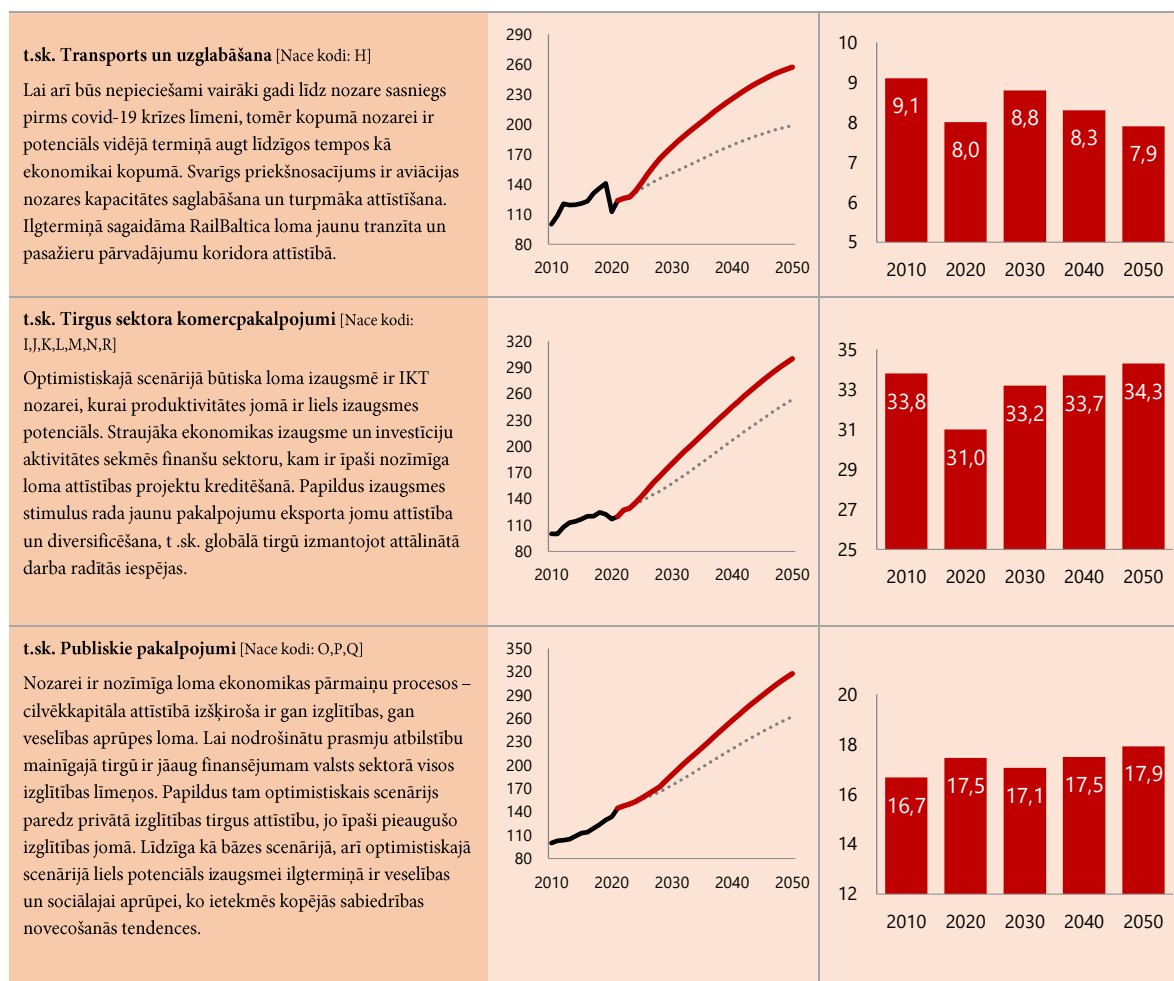 t.sk. Transports un uzglabāšana [Nace kodi: H]
Lai arī būs nepieciešami vairāki gadi līdz nozare sasniegs
pirms covid-19 krīzes līmeni, tomēr kopumā nozarei ir
potenciāls vidējā termiņā augt līdzīgos tempos kā
ekonomikai kopumā. Svarīgs priekšnosacījums ir aviācijas
nozares kapacitātes saglabāšana un turpmāka attīstīšana.
Ilgtermiņā sagaidāma RailBaltica loma jaunu tranzīta un
pasažieru pārvadājumu koridora attīstībā.
290
260
230
200
170
140
110
80
2010 2020 2030 2040 2050
10
9
8
7
6
5
9,1
8,0
8,8
8,3
7,9
2010 2020 2030 2040 2050
t.sk. Tirgus sektora komercpakalpojumi [Nace kodi:
I,J,K,L,M,N,R]
Optimistiskajā scenārijā būtiska loma izaugsmē ir IKT
nozarei, kurai produktivitātes jomā ir liels izaugsmes
potenciāls. Straujāka ekonomikas izaugsme un investīciju
aktivitātes sekmēs finanšu sektoru, kam ir īpaši nozīmīga
loma attīstības projektu kreditēšanā. Papildus izaugsmes
stimulus rada jaunu pakalpojumu eksporta jomu attīstība
un diversificēšana, t .sk. globālā tirgū izmantojot attālinātā
darba radītās iespējas.
320
290
260
230
200
170
140
110
80
2010 2020 2030 2040 2050
35
33
31
29
27
25
33,8
31,0
33,2
33,7
34,3
2010 2020 2030 2040 2050
t.sk. Publiskie pakalpojumi [Nace kodi: O,P,Q]
Nozarei ir nozīmīga loma ekonomikas pārmaiņu procesos –
cilvēkkapitāla attīstībā izšķiroša ir gan izglītības, gan
veselības aprūpes loma. Lai nodrošinātu prasmju atbilstību
mainīgajā tirgū ir jāaug finansējumam valsts sektorā visos
izglītības līmeņos. Papildus tam optimistiskais scenārijs
paredz privātā izglītības tirgus attīstību, jo īpaši pieaugušo
izglītības jomā. Līdzīga kā bāzes scenārijā, arī optimistiskajā
scenārijā liels potenciāls izaugsmei ilgtermiņā ir veselības
un sociālajai aprūpei, ko ietekmēs kopējās sabiedrības
novecošanās tendences.
350
320
290
260
230
200
170
140
110
80
2010 2020 2030 2040 2050
20
18
16
14
12
16,7
17,5
17,1
17,5
17,9
2010 2020 2030 2040 2050